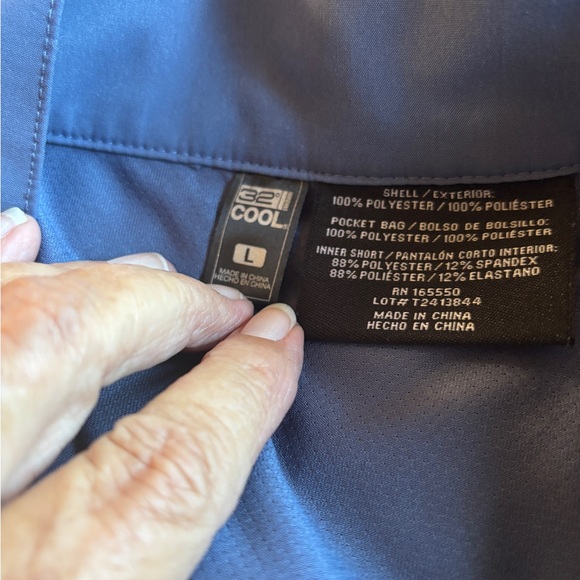 32°
COOL
L
MADE IN CHINA
HECHO EN CHINA
SHELL / EXTERIOR:
100% POLYESTER / 100% POLIÉSTER
POCKET BAG / BOLSO DE BOLSILLO:
100% POLYESTER / 100% POLIÉSTER
INNER SHORT / PANTALÓN CORTO INTERIOR:
88% POLYESTER / 12% SPANDEX
88% POLIÉSTER / 12% ELASTANO
RN 165550
LOT# T2413844
MADE IN CHINA
HECHO EN CHINA